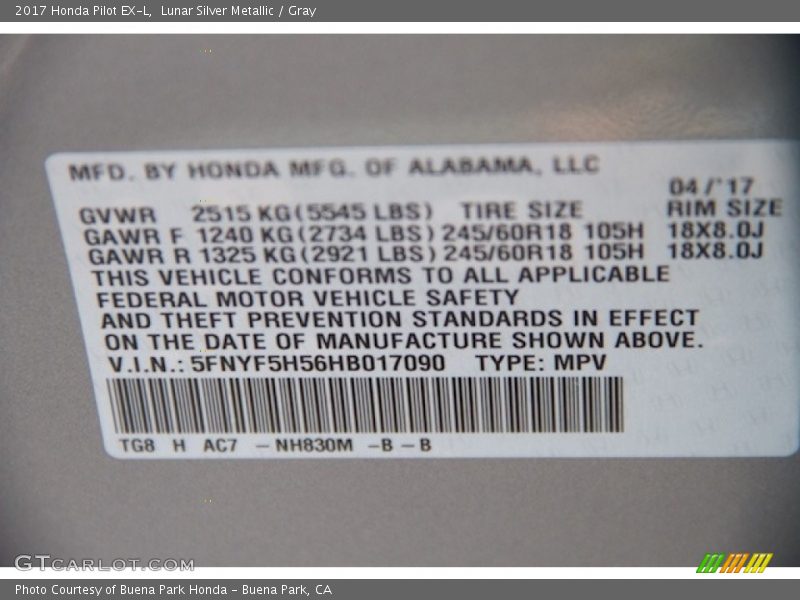 2017 Honda Pilot EX-L, Lunar Silver Metallic / Gray
MFD. BY HONDA MFG. OF ALABAMA, LLC
04/'17
GVWR 2515 KG(5545 LBS) TIRE SIZE RIM SIZE
GAWR F 1240 KG(2734 LBS) 245/60R18 105H 18X8.0J
GAWR R 1325 KG(2921 LBS) 245/60R18 105H 18X8.0J
THIS VEHICLE CONFORMS TO ALL APPLICABLE
FEDERAL MOTOR VEHICLE SAFETY
AND THEFT PREVENTION STANDARDS IN EFFECT
ON THE DATE OF MANUFACTURE SHOWN ABOVE.
V.I.N.: 5FNYF5H56HB017090 TYPE: MPV
TG8 H AC7 – NH830M –B – B
GTCARLOT.COM
Photo Courtesy of Buena Park Honda – Buena Park, CA